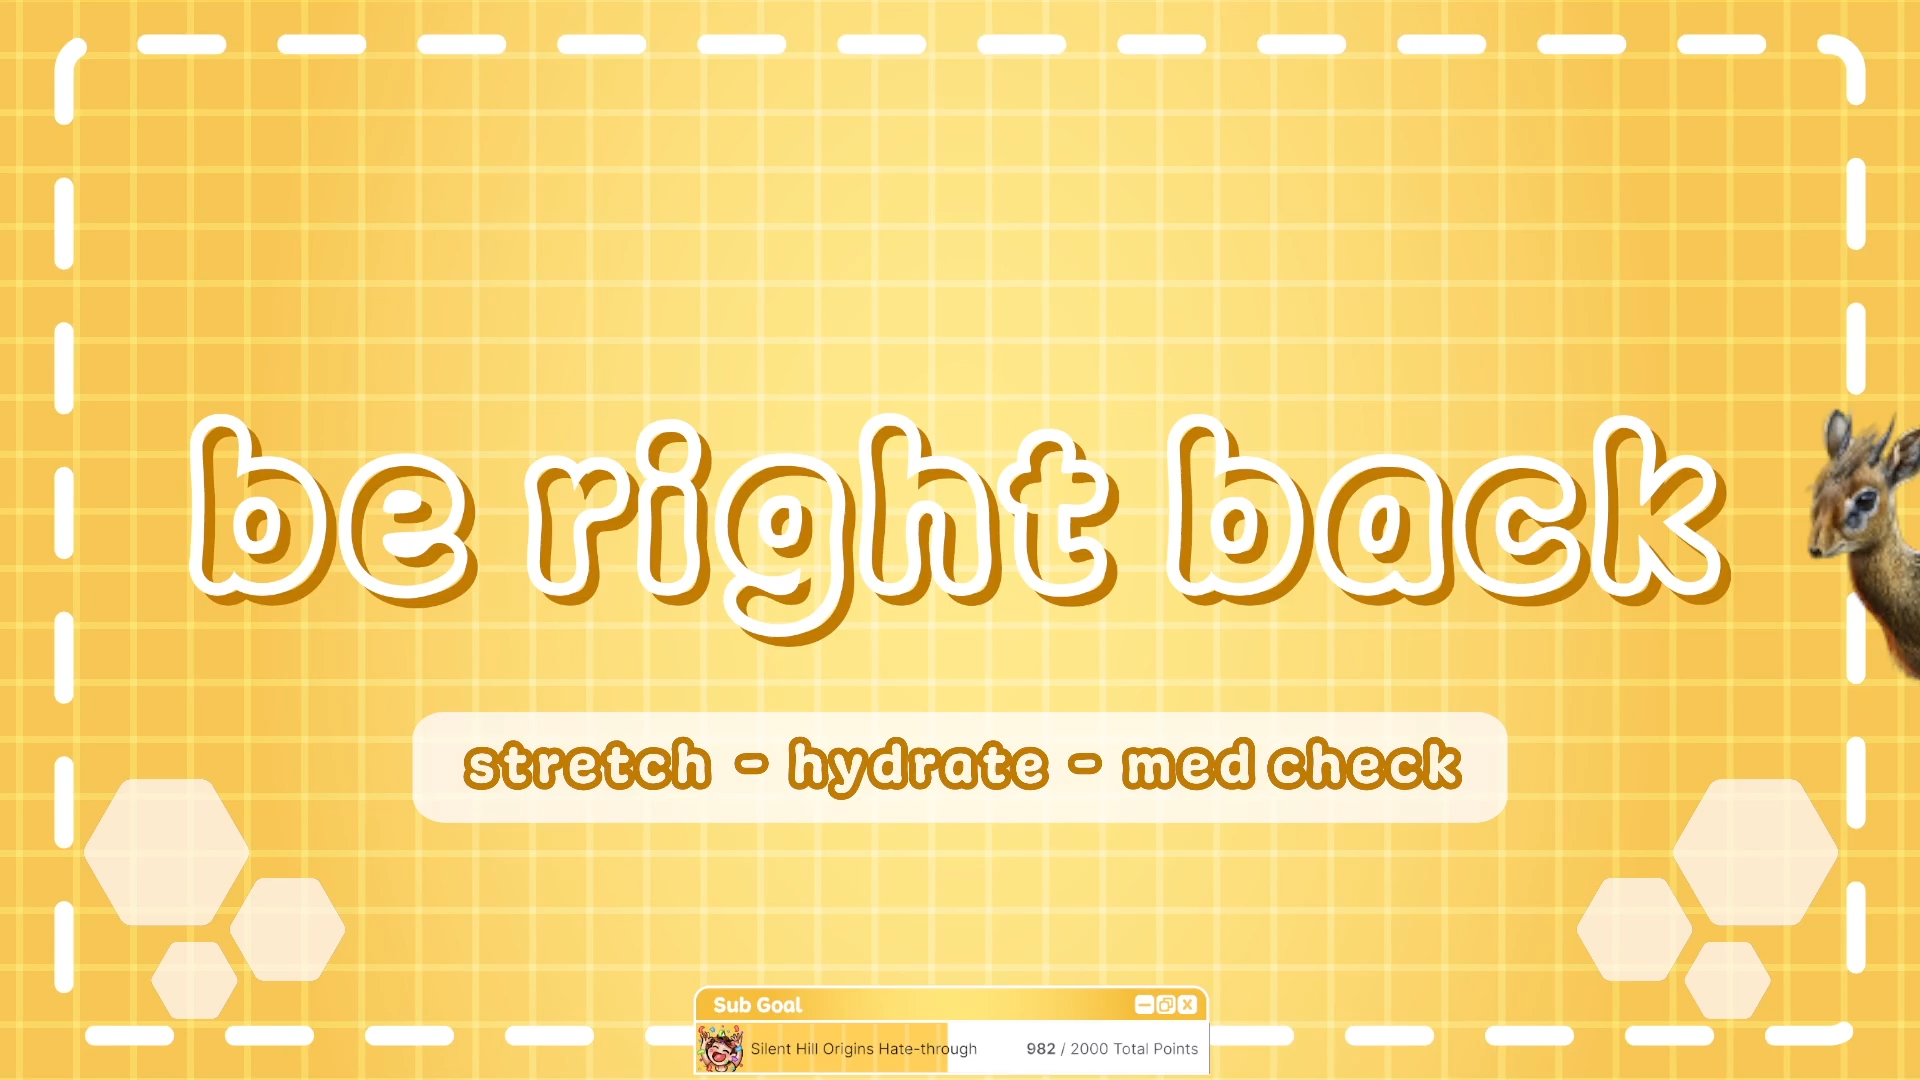 be right back
stretch - hydrate - med check
Sub Goal
Silent Hill Origins Hate-through 982 / 2000 Total Points